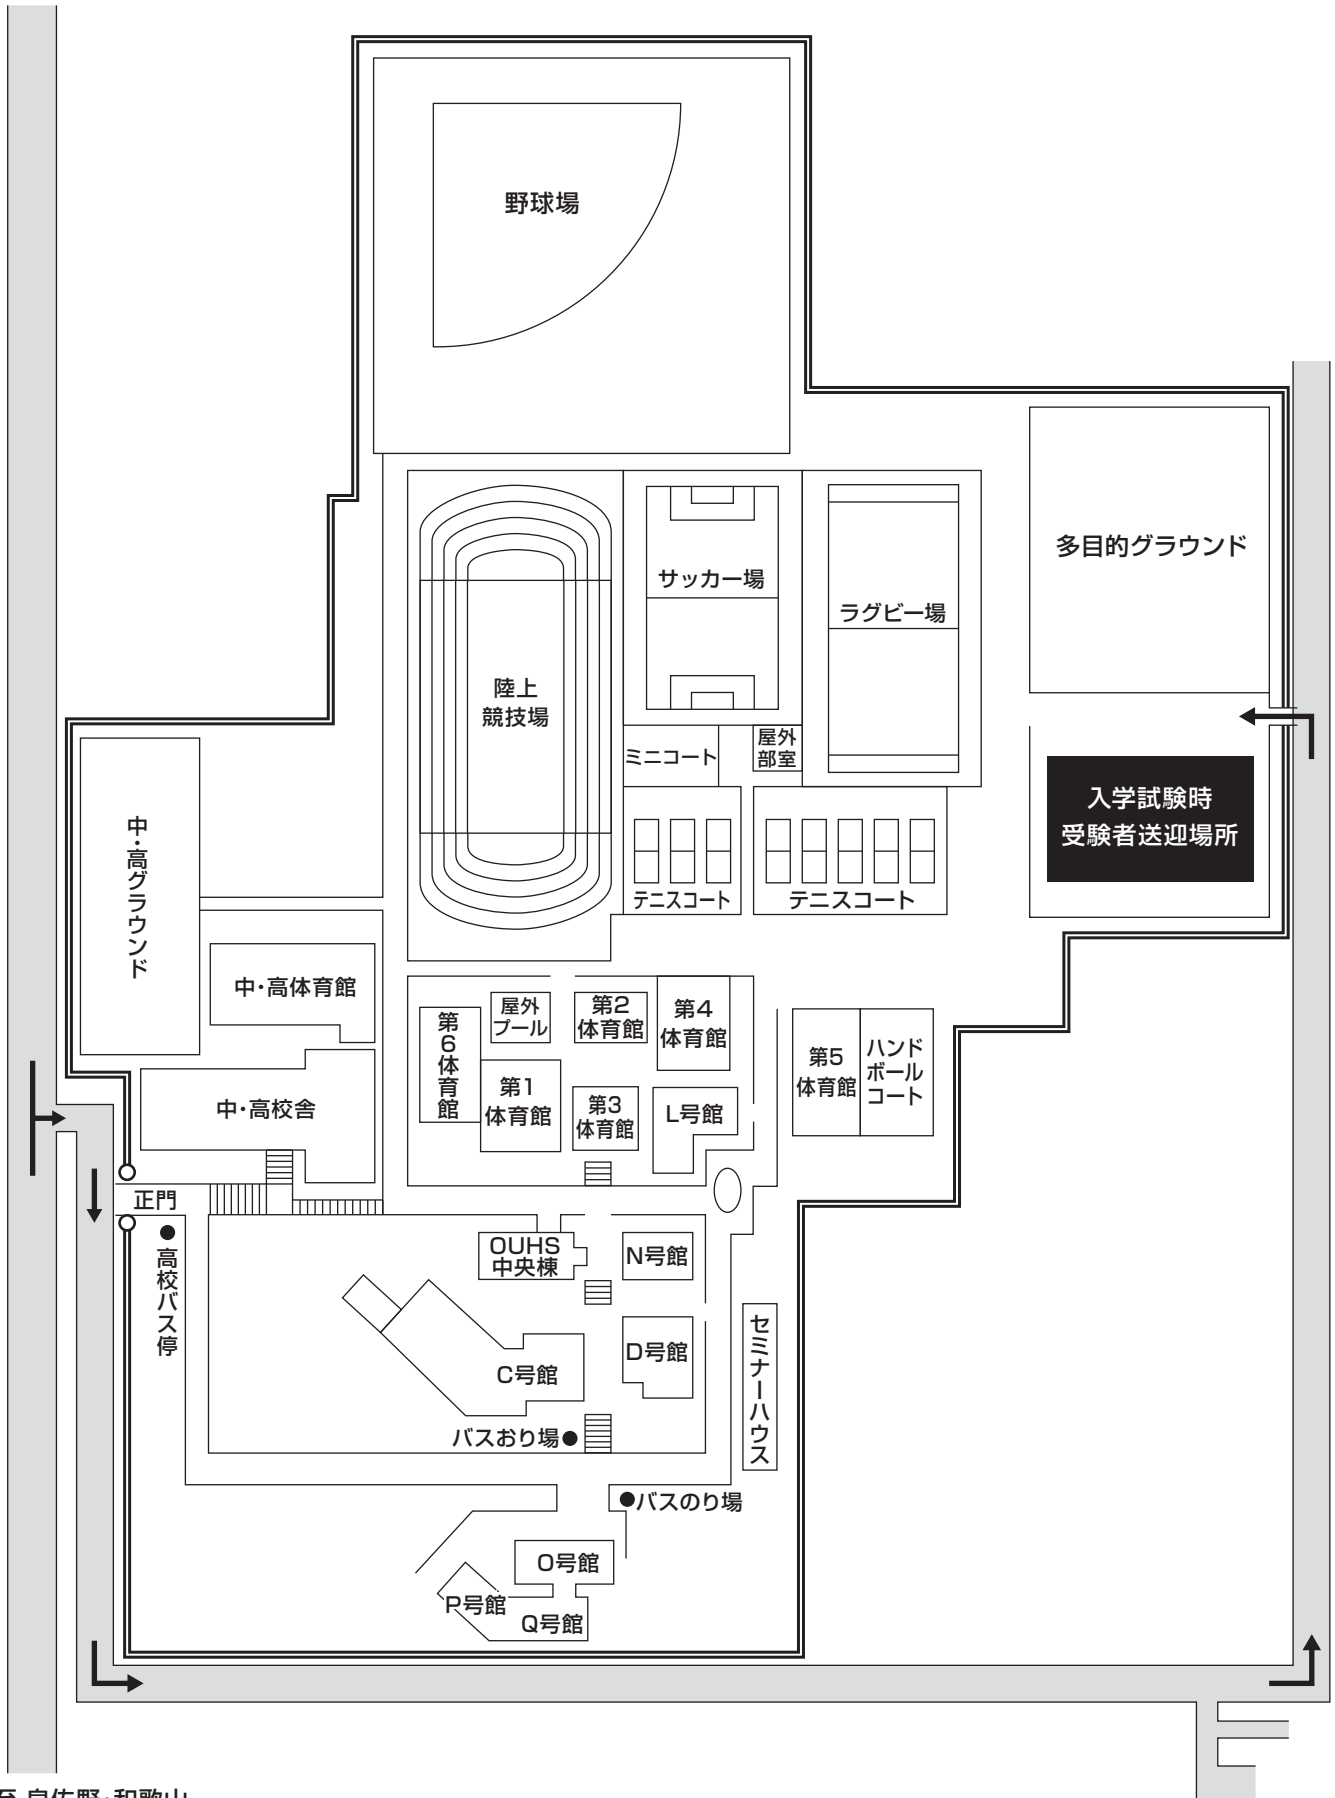 野球場
多目的グラウンド
サッカー場
ラグビー場
陸上
競技場
ミニコート
屋外
部室
入学試験時
受験者送迎場所
テニスコート
テニスコート
中・高グラウンド
中・高体育館
第6体育館
屋外
プール
第2
体育館
第4
体育館
第5
体育館
ハンド
ボール
コート
中・高校舎
第1
体育館
第3
体育館
L号館
正門
高校バス停
OUHS
中央棟
N号館
C号館
D号館
セミナーハウス
バスおり場
バスのり場
O号館
P号館
Q号館
至 泉佐野・和歌山